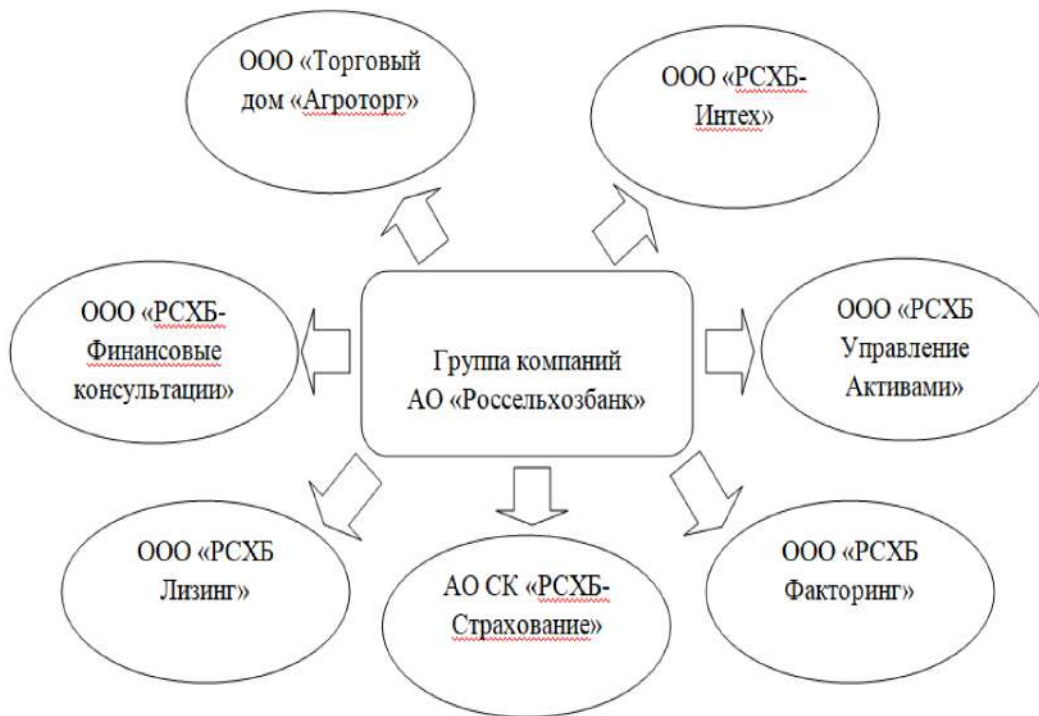 ООО «Торговый
дом «Агроторг»
ООО «РСХБ-
Интех»
ООО «РСХБ-
Финансовые
консультации»
Группа компаний
АО «Россельхозбанк»
ООО «РСХБ
Управление
Активами»
ООО «РСХБ
Лизинг»
АО СК «РСХБ-
Страхование»
ООО «РСХБ
Факторинг»